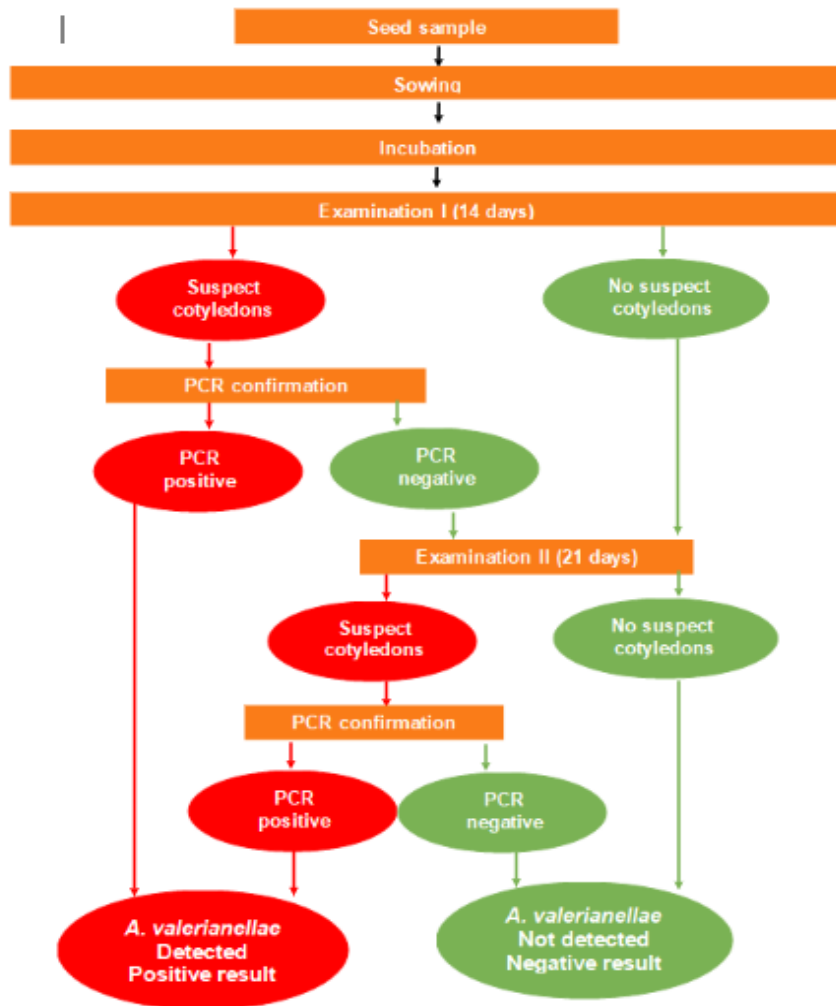 Seed sample
Sowing
Incubation
Examination I (14 days)
Suspect
cotyledons
No suspect
cotyledons
PCR confirmation
PCR
positive
PCR
negative
Examination II (21 days)
Suspect
cotyledons
No suspect
cotyledons
PCR confirmation
PCR
positive
PCR
negative
A. valerianellae
Detected
Positive result
A. valerianellae
Not detected
Negative result